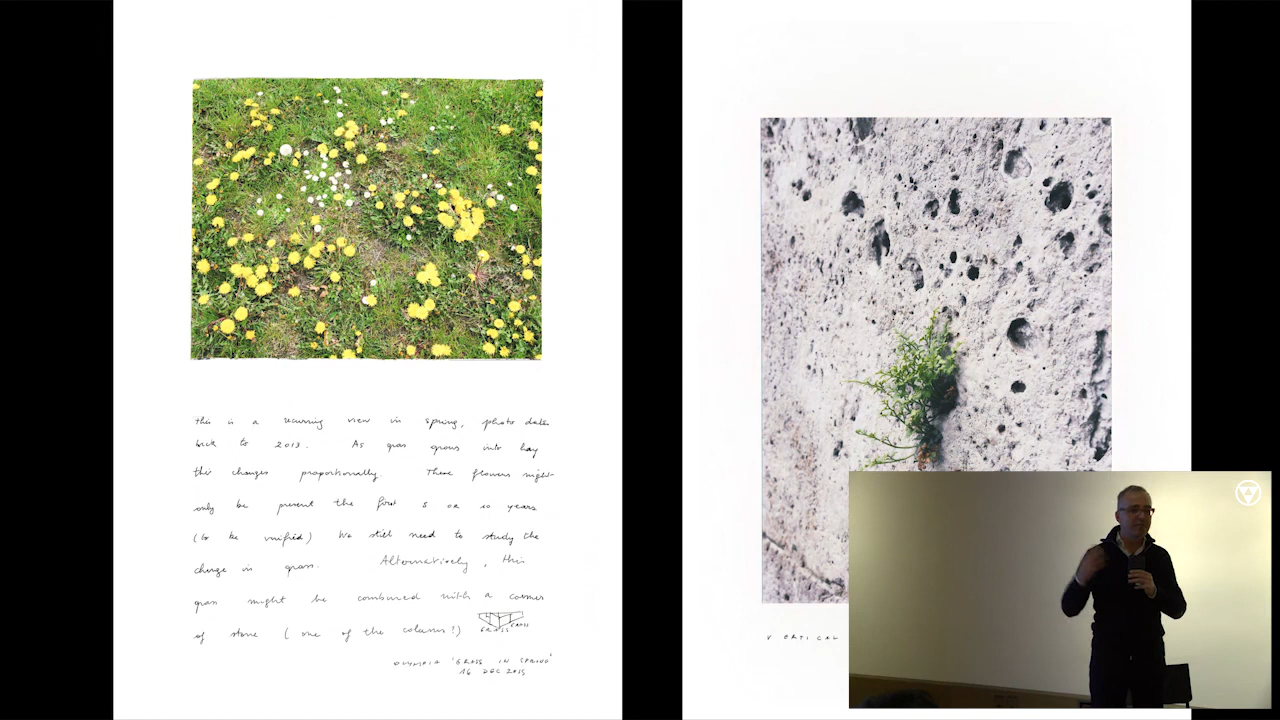 this is a recurring view in spring, photo dates
back to 2013. As grass grows into hay
this changes proportionally. These flowers might
only be present the first 5 or 10 years
(to be verified) We still need to study the
change in grass. Alternatively, this
grass might be combined with a corner
of stone (one of the columns?)
GRASS GRASS
OLYMPIA 'GRASS IN SPRING'
16 DEC 2015
VERTICAL